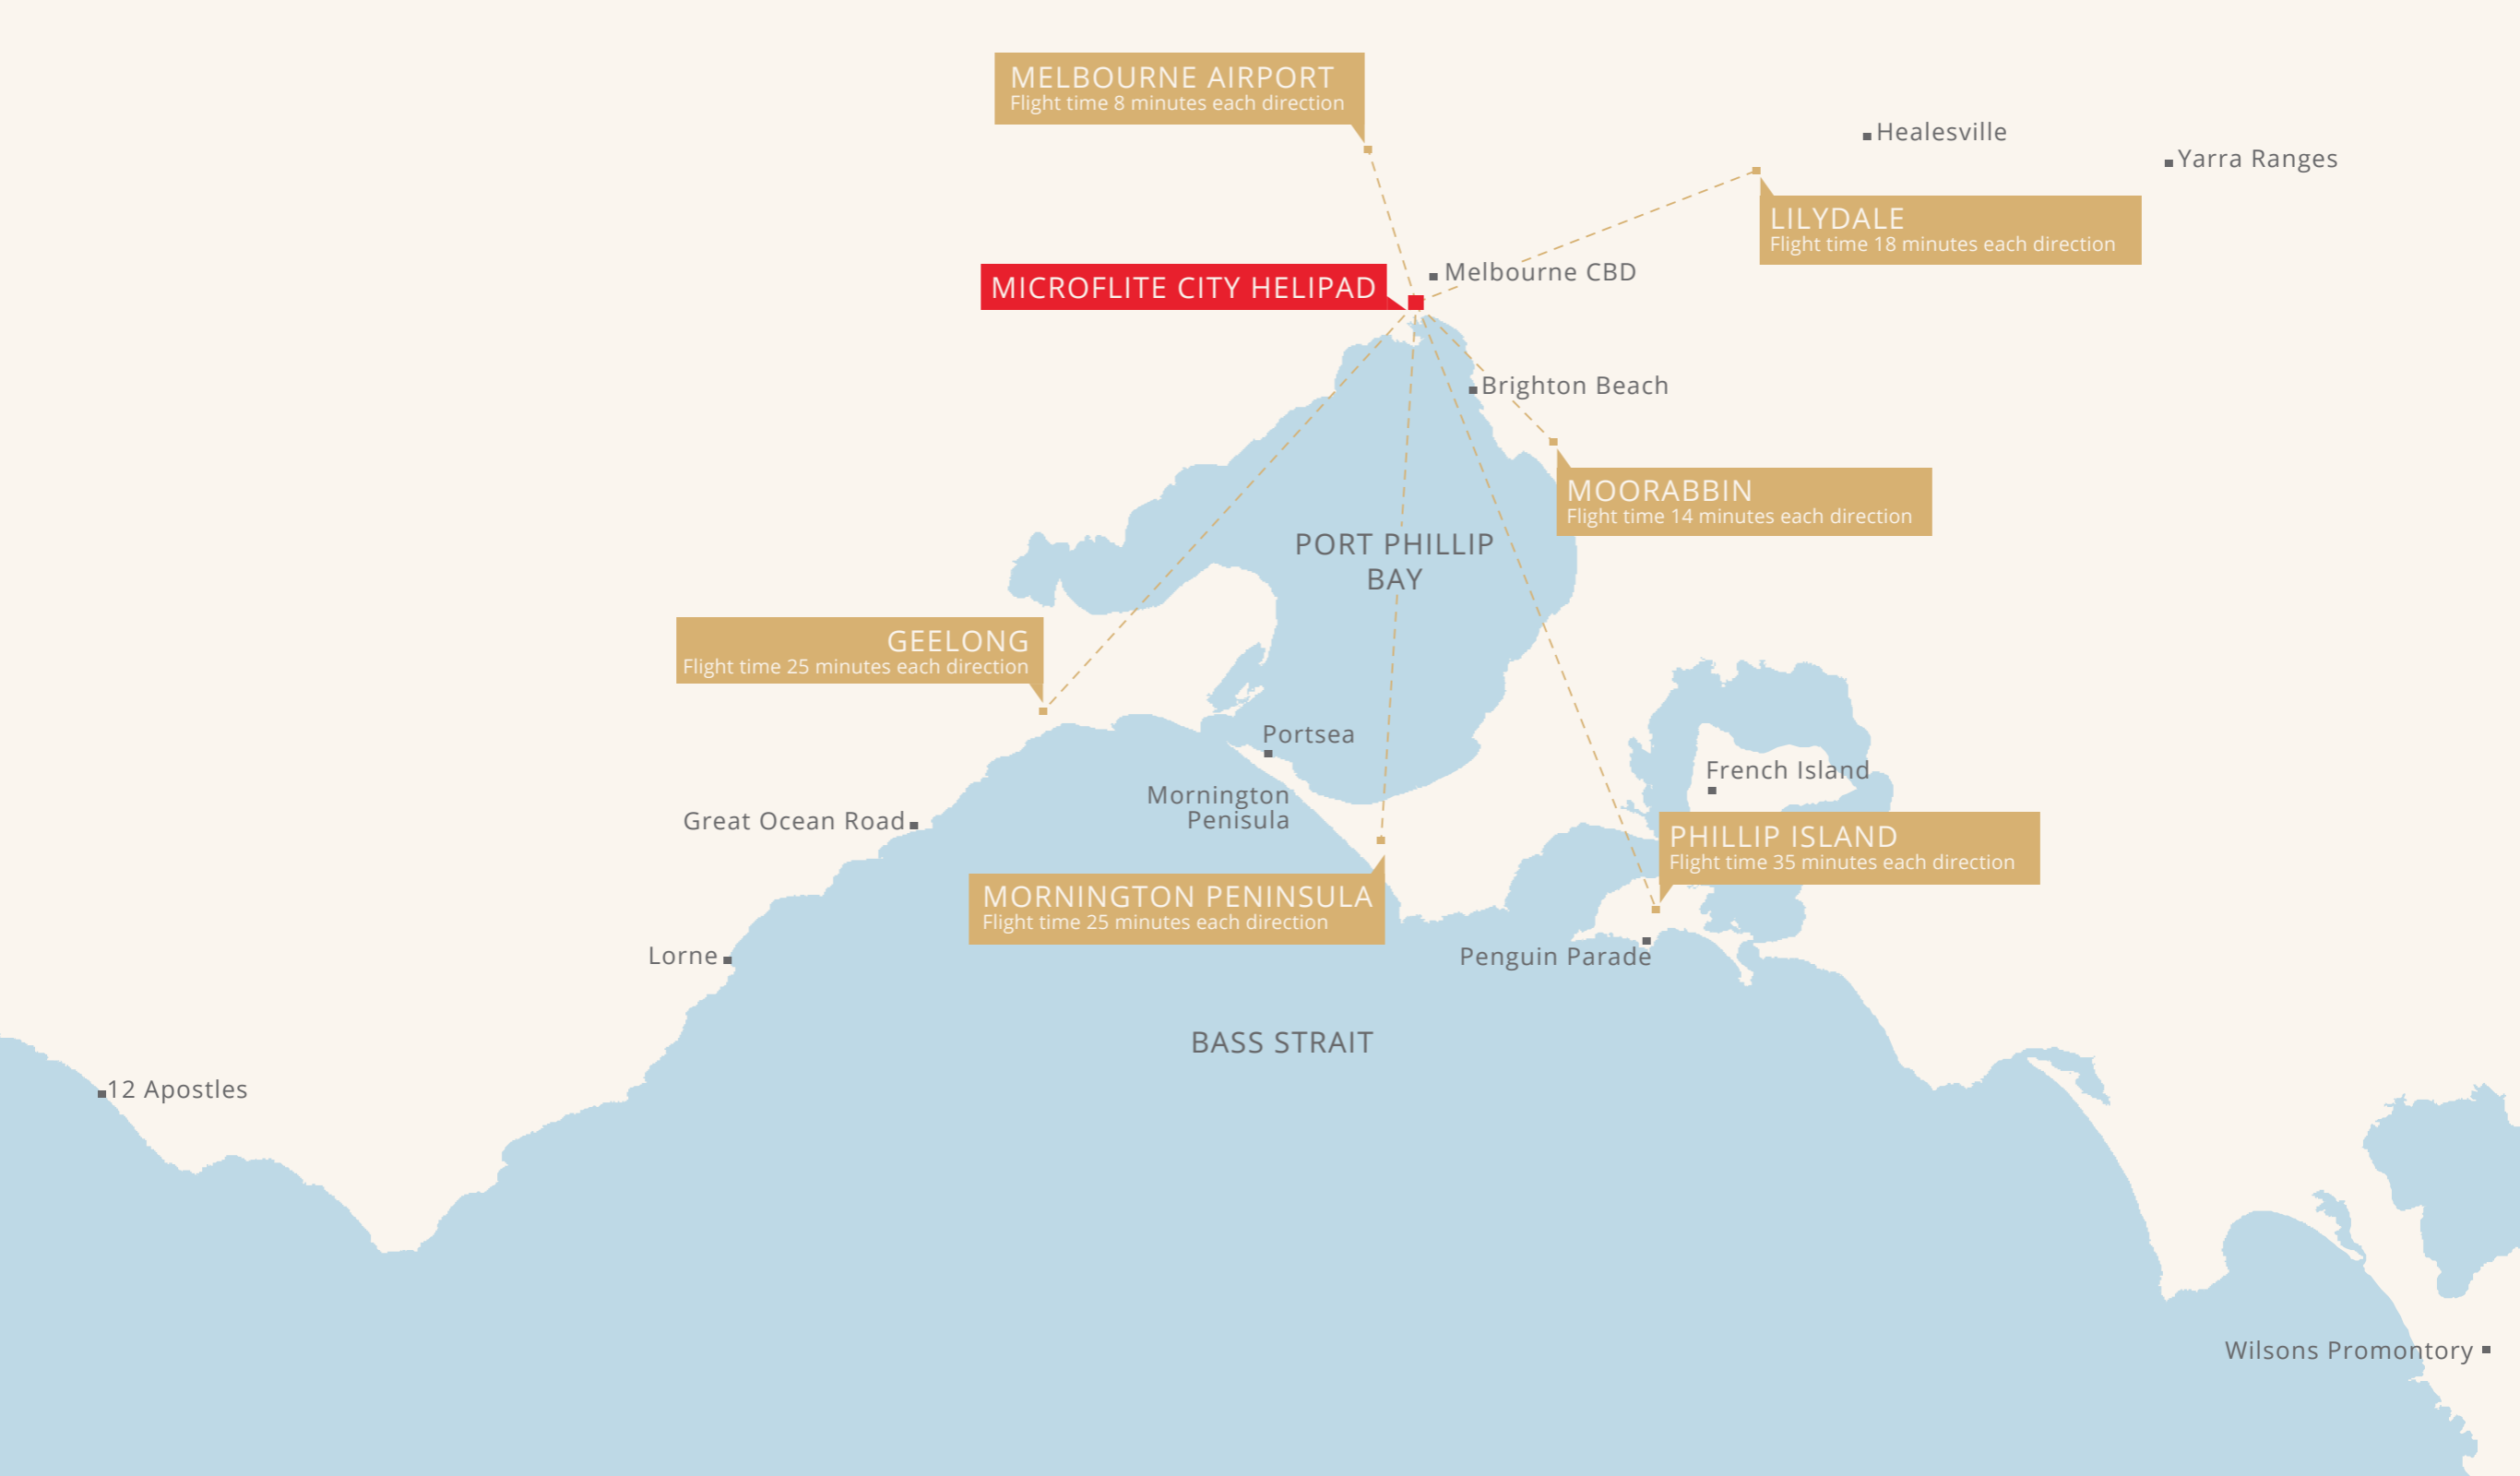 MELBOURNE AIRPORT
Flight time 8 minutes each direction
Healesville
Yarra Ranges
LILYDALE
Flight time 18 minutes each direction
Melbourne CBD
MICROFLITE CITY HELIPAD
Brighton Beach
MOORABBIN
Flight time 14 minutes each direction
PORT PHILLIP
BAY
GEELONG
Flight time 25 minutes each direction
Portsea
French Island
Mornington
Penisula
Great Ocean Road
PHILLIP ISLAND
Flight time 35 minutes each direction
MORNINGTON PENINSULA
Flight time 25 minutes each direction
Lorne
Penguin Parade
BASS STRAIT
12 Apostles
Wilsons Promontory